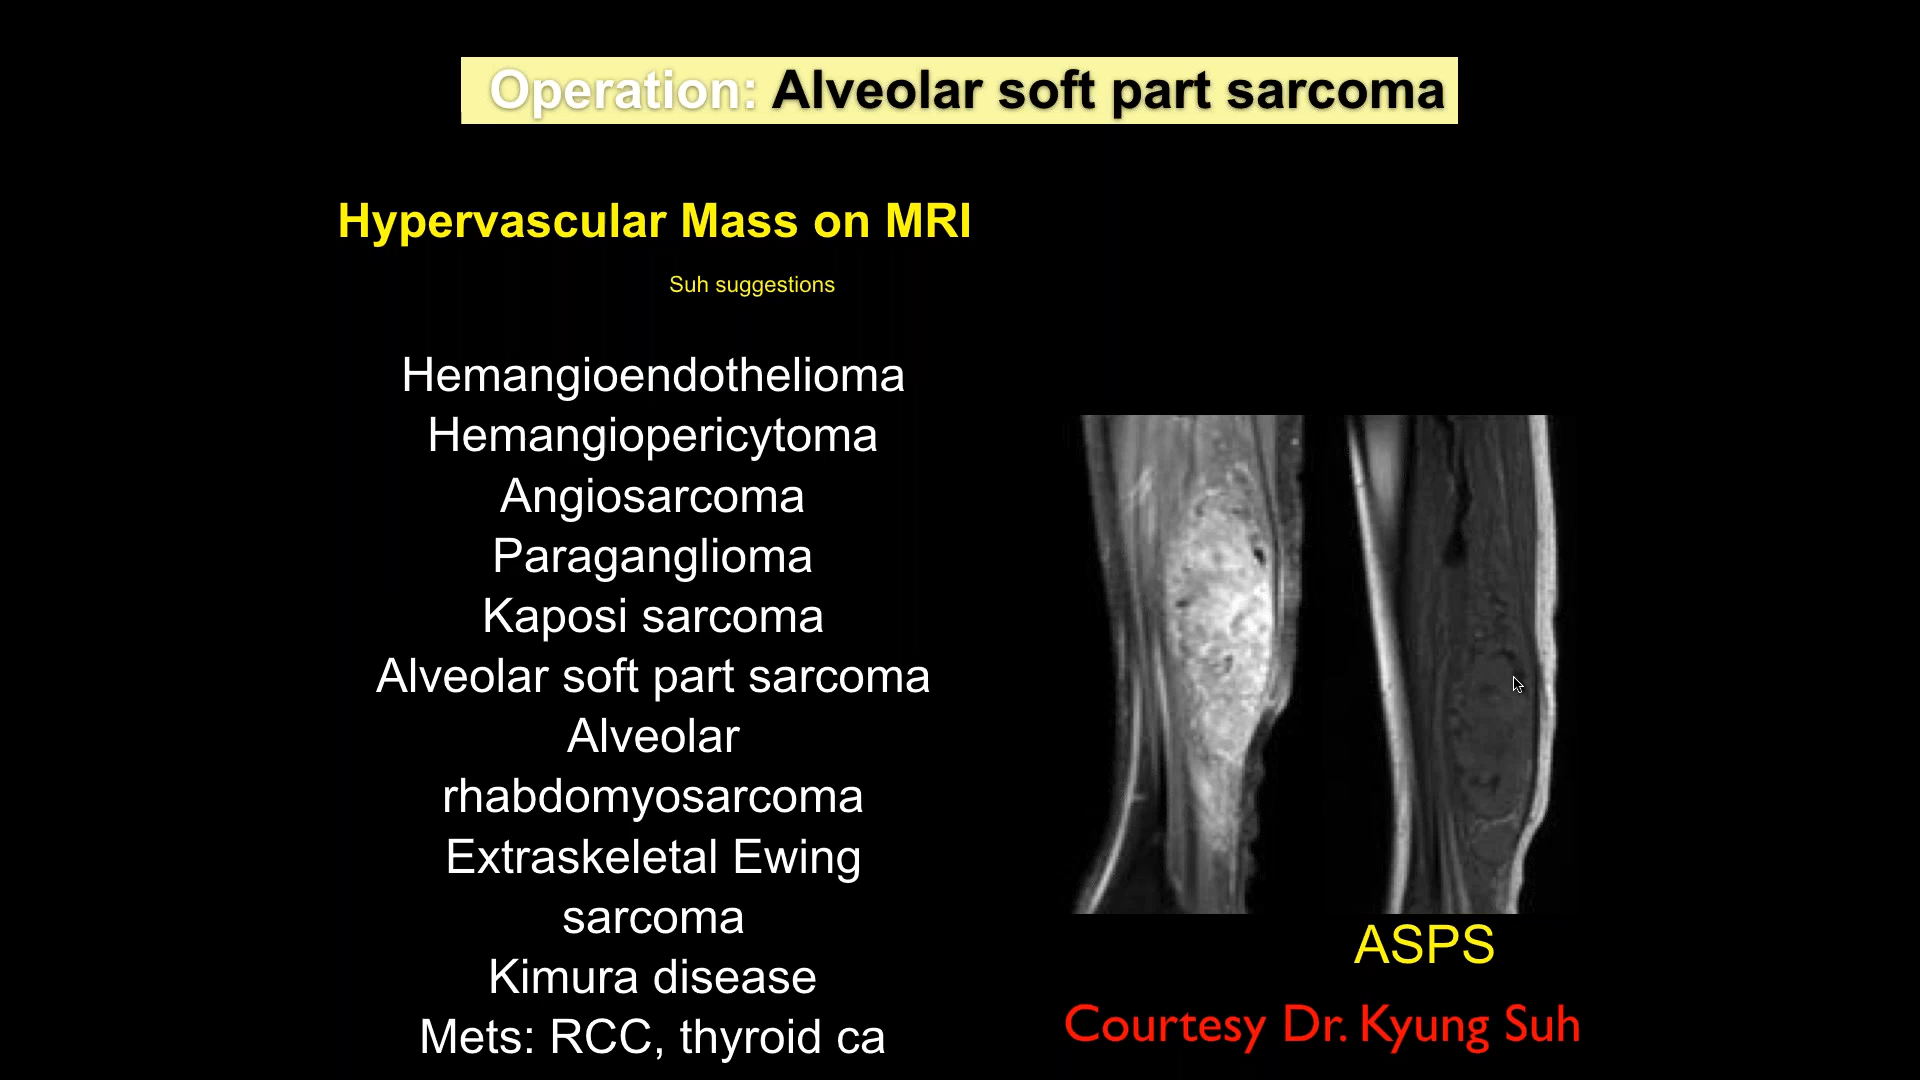 Operation: Alveolar soft part sarcoma
Hypervascular Mass on MRI
Suh suggestions
Hemangioendothelioma
Hemangiopericytoma
Angiosarcoma
Paraganglioma
Kaposi sarcoma
Alveolar soft part sarcoma
Alveolar
rhabdomyosarcoma
Extraskeletal Ewing
sarcoma
Kimura disease
Mets: RCC, thyroid ca
ASPS
Courtesy Dr. Kyung Suh